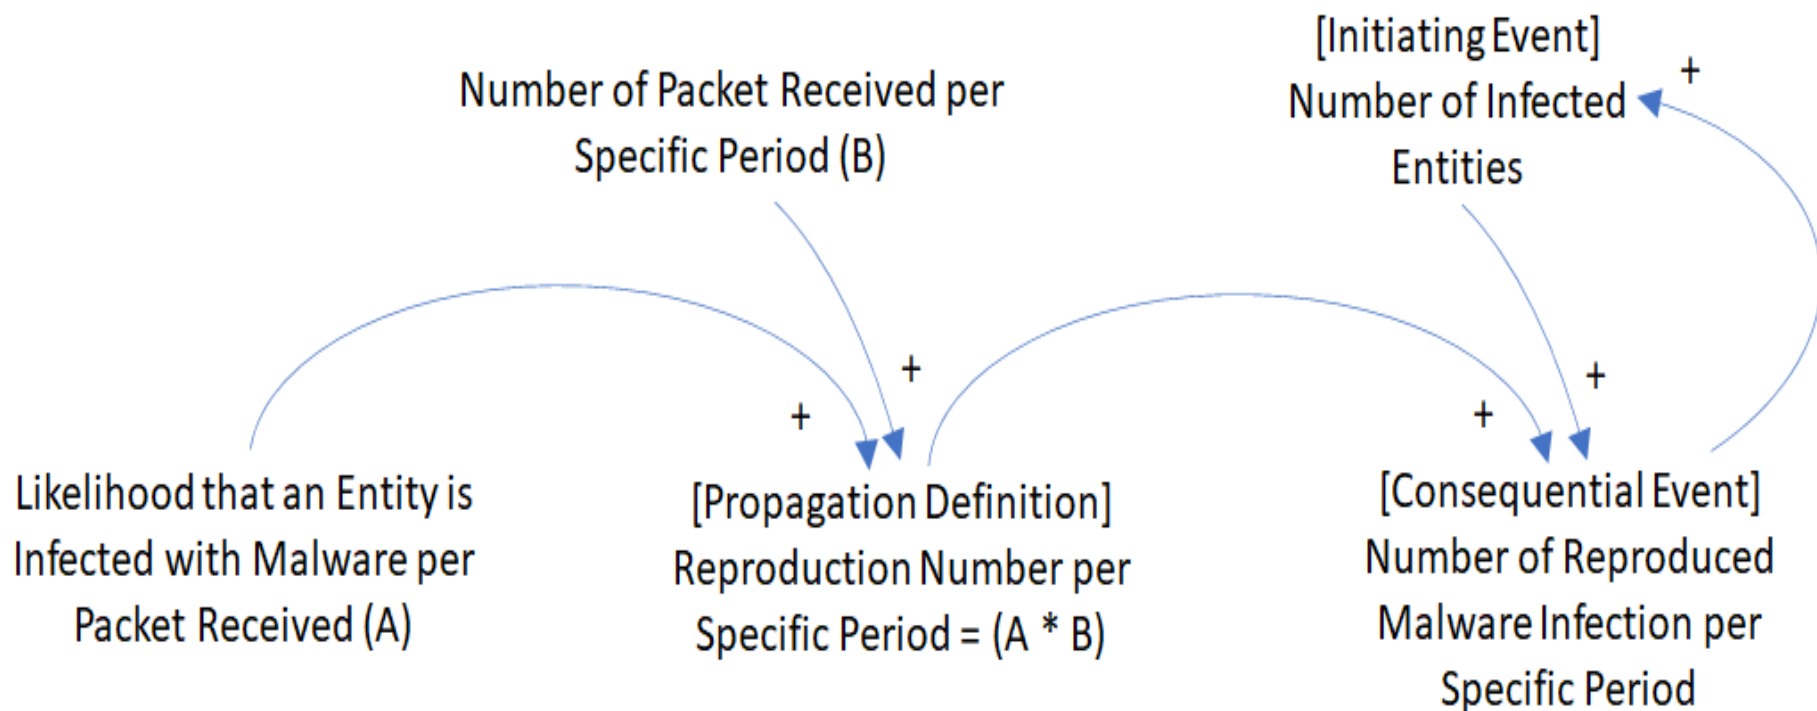 [Initiating Event]
Number of Infected
Entities
+
Number of Packet Received per
Specific Period (B)
+
+
+
+
Likelihood that an Entity is
Infected with Malware per
Packet Received (A)
[Propagation Definition]
Reproduction Number per
Specific Period = (A * B)
[Consequential Event]
Number of Reproduced
Malware Infection per
Specific Period